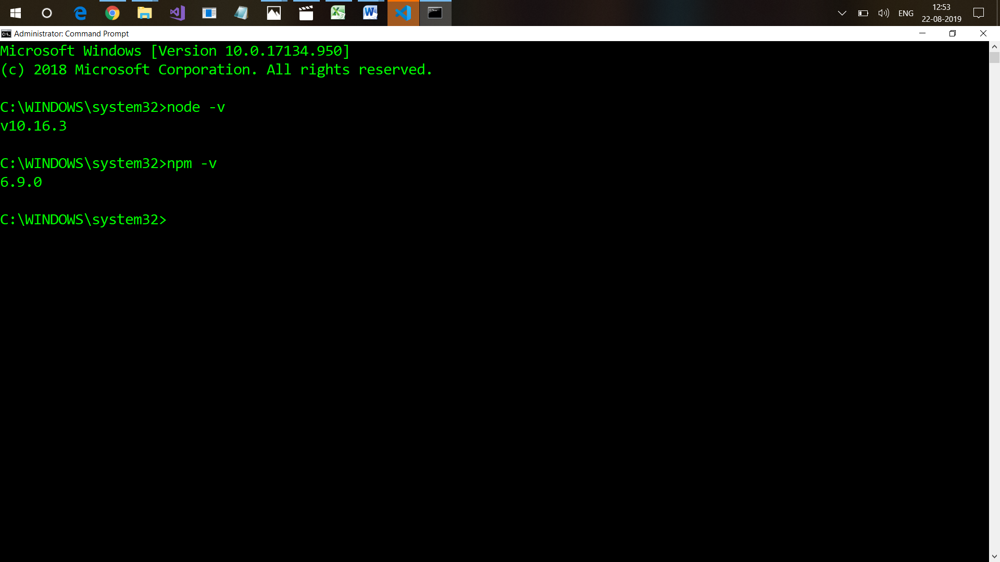 12:53
ENG
22-08-2019
Administrator: Command Prompt
Microsoft Windows [Version 10.0.17134.950]
(c) 2018 Microsoft Corporation. All rights reserved.
C:\WINDOWS\system32>node -v
v10.16.3
C:\WINDOWS\system32>npm -v
6.9.0
C:\WINDOWS\system32>